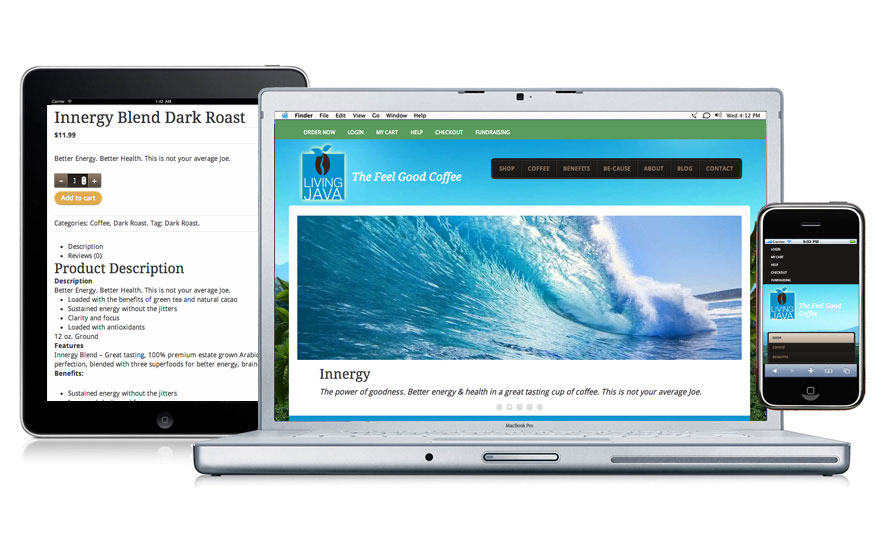 Carrier
1:43 AM
Innergy Blend Dark Roast
$11.99
Better Energy. Better Health. This is not your average Joe.
- 1 +
Add to cart
Categories: Coffee, Dark Roast. Tag: Dark Roast.
Description
Reviews (0)
Product Description
Description
Better Energy. Better Health. This is not your average Joe.
Loaded with the benefits of green tea and natural cacao
Sustained energy without the jitters
Clarity and focus
Loaded with antioxidants
12 oz. Ground
Features
Innergy Blend – Great tasting, 100% premium estate grown Arabic
perfection, blended with three superfoods for better energy, brain
Benefits:
Sustained energy without the jitters
Finder File Edit View Go Window Help
Wed 4:12 PM
ORDER NOW LOGIN MY CART HELP CHECKOUT FUNDRAISING
LIVING
JAVA
The Feel Good Coffee
SHOP COFFEE BENEFITS BE-CAUSE ABOUT BLOG CONTACT
Innergy
The power of goodness. Better energy & health in a great tasting cup of coffee. This is not your average Joe.
MacBook Pro
Carrier
9:03 PM
LOGIN
MY CART
HELP
CHECKOUT
FUNDRAISING
LIVING
JAVA
The Feel Good
Coffee
SHOP
COFFEE
BENEFITS